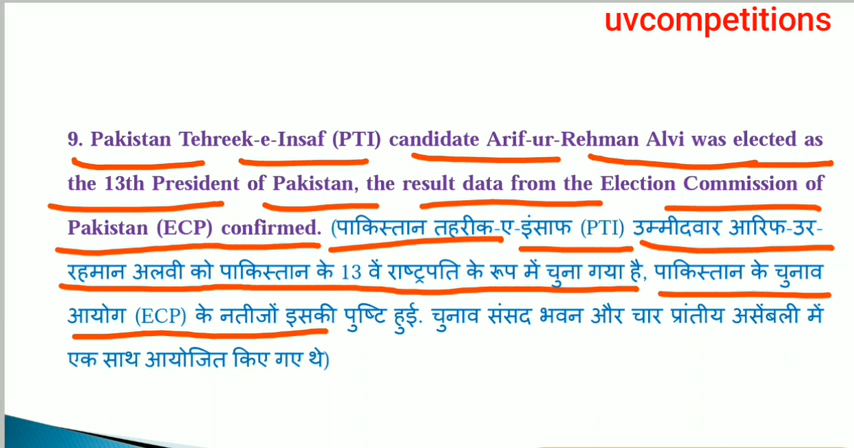 uvcompetitions
9. Pakistan Tehreek-e-Insaf (PTI) candidate Arif-ur-Rehman Alvi was elected as
the 13th President of Pakistan, the result data from the Election Commission of
Pakistan (ECP) confirmed. (पाकिस्तान तहरीक-ए-इंसाफ (PTI) उम्मीदवार आरिफ-उर-
रहमान अलवी को पाकिस्तान के 13 वें राष्ट्रपति के रूप में चुना गया है, पाकिस्तान के चुनाव
आयोग (ECP) के नतीजों इसकी पुष्टि हुई. चुनाव संसद भवन और चार प्रांतीय असेंबली में
एक साथ आयोजित किए गए थे)